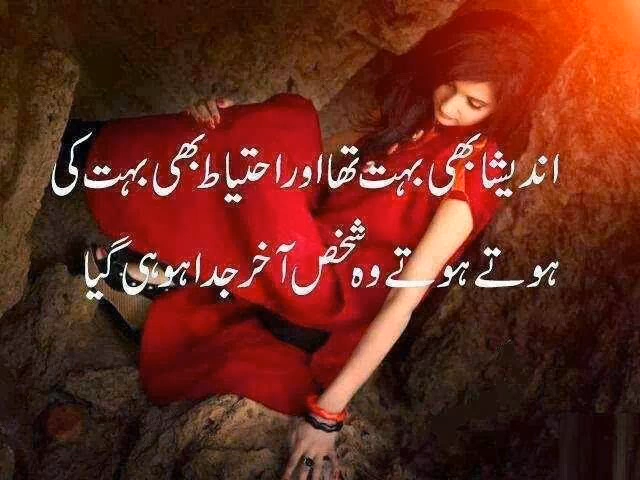 اندیشا بھی بہت تھا اور احتیاط بھی بہت کی
ہوتے ہوتے وہ شخص آخر جدا ہو ہی گیا